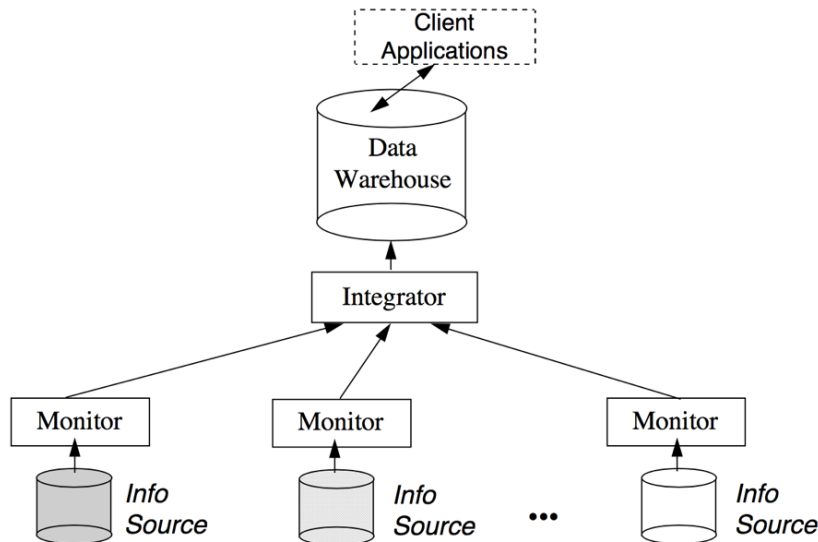 Client
Applications
Data
Warehouse
Integrator
Monitor
Monitor
Monitor
Info
Source
Info
Source
...
Info
Source